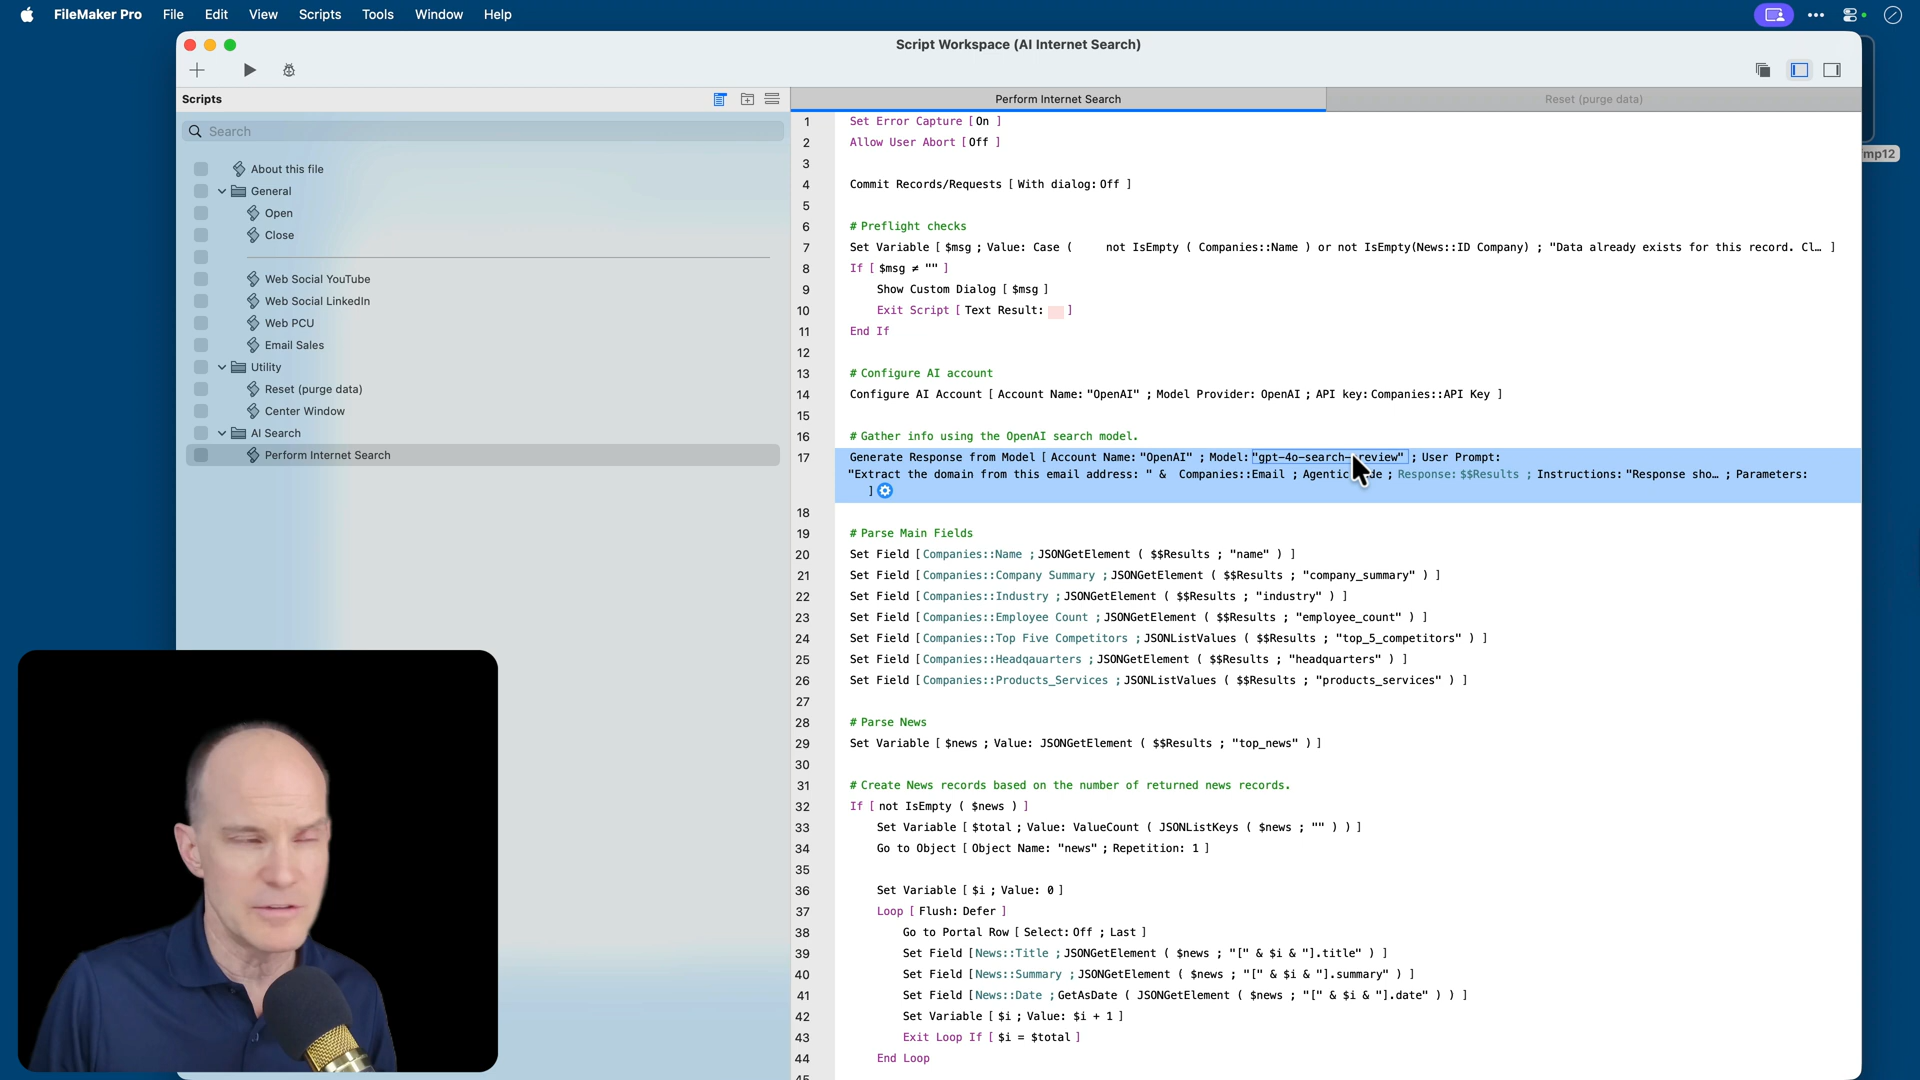 FileMaker Pro File Edit View Scripts Tools Window Help
Script Workspace (AI Internet Search)
Scripts
Perform Internet Search
Reset (purge data)
Search
About this file
General
Open
Close
Web Social YouTube
Web Social LinkedIn
Web PCU
Email Sales
Utility
Reset (purge data)
Center Window
AI Search
Perform Internet Search
mp12
1 Set Error Capture [ On ]
2 Allow User Abort [ Off ]
3
4 Commit Records/Requests [ With dialog: Off ]
5
6 # Preflight checks
7 Set Variable [ $msg ; Value: Case ( not IsEmpty ( Companies::Name ) or not IsEmpty(News::ID Company) ; "Data already exists for this record. Cl… ]
8 If [ $msg ≠ "" ]
9 Show Custom Dialog [ $msg ]
10 Exit Script [ Text Result: ]
11 End If
12
13 # Configure AI account
14 Configure AI Account [ Account Name: "OpenAI" ; Model Provider: OpenAI ; API key: Companies::API Key ]
15
16 # Gather info using the OpenAI search model.
17 Generate Response from Model [ Account Name: "OpenAI" ; Model: "gpt-4o-search- review" ; User Prompt:
"Extract the domain from this email address: " & Companies::Email ; Agentic de ; Response: $$Results ; Instructions: "Response sho… ; Parameters:
]
18
19 # Parse Main Fields
20 Set Field [ Companies::Name ; JSONGetElement ( $$Results ; "name" ) ]
21 Set Field [ Companies::Company Summary ; JSONGetElement ( $$Results ; "company_summary" ) ]
22 Set Field [ Companies::Industry ; JSONGetElement ( $$Results ; "industry" ) ]
23 Set Field [ Companies::Employee Count ; JSONGetElement ( $$Results ; "employee_count" ) ]
24 Set Field [ Companies::Top Five Competitors ; JSONListValues ( $$Results ; "top_5_competitors" ) ]
25 Set Field [ Companies::Headqauarters ; JSONGetElement ( $$Results ; "headquarters" ) ]
26 Set Field [ Companies::Products_Services ; JSONListValues ( $$Results ; "products_services" ) ]
27
28 # Parse News
29 Set Variable [ $news ; Value: JSONGetElement ( $$Results ; "top_news" ) ]
30
31 # Create News records based on the number of returned news records.
32 If [ not IsEmpty ( $news ) ]
33 Set Variable [ $total ; Value: ValueCount ( JSONListKeys ( $news ; "" ) ) ]
34 Go to Object [ Object Name: "news" ; Repetition: 1 ]
35
36 Set Variable [ $i ; Value: 0 ]
37 Loop [ Flush: Defer ]
38 Go to Portal Row [ Select: Off ; Last ]
39 Set Field [ News::Title ; JSONGetElement ( $news ; "[" & $i & "].title" ) ]
40 Set Field [ News::Summary ; JSONGetElement ( $news ; "[" & $i & "].summary" ) ]
41 Set Field [ News::Date ; GetAsDate ( JSONGetElement ( $news ; "[" & $i & "].date" ) ) ]
42 Set Variable [ $i ; Value: $i + 1 ]
43 Exit Loop If [ $i = $total ]
44 End Loop
45